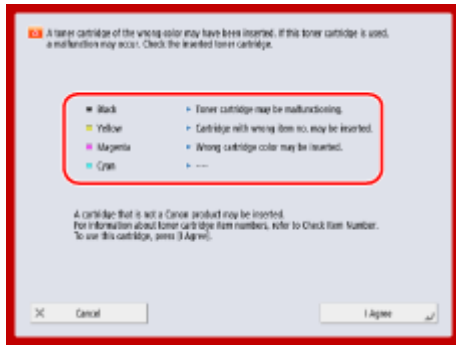 A toner cartridge of the wrong color may have been inserted. If this toner cartridge is used,
a malfunction may occur. Check the inserted toner cartridge.
Black
Toner cartridge may be malfunctioning.
Yellow
Cartridge with wrong item no. may be inserted.
Magenta
Wrong cartridge color may be inserted.
Cyan
----
A cartridge that is not a Canon product may be inserted.
For information about toner cartridge item numbers, refer to Check Item Number.
To use this cartridge, press [I Agree].
Cancel
I Agree